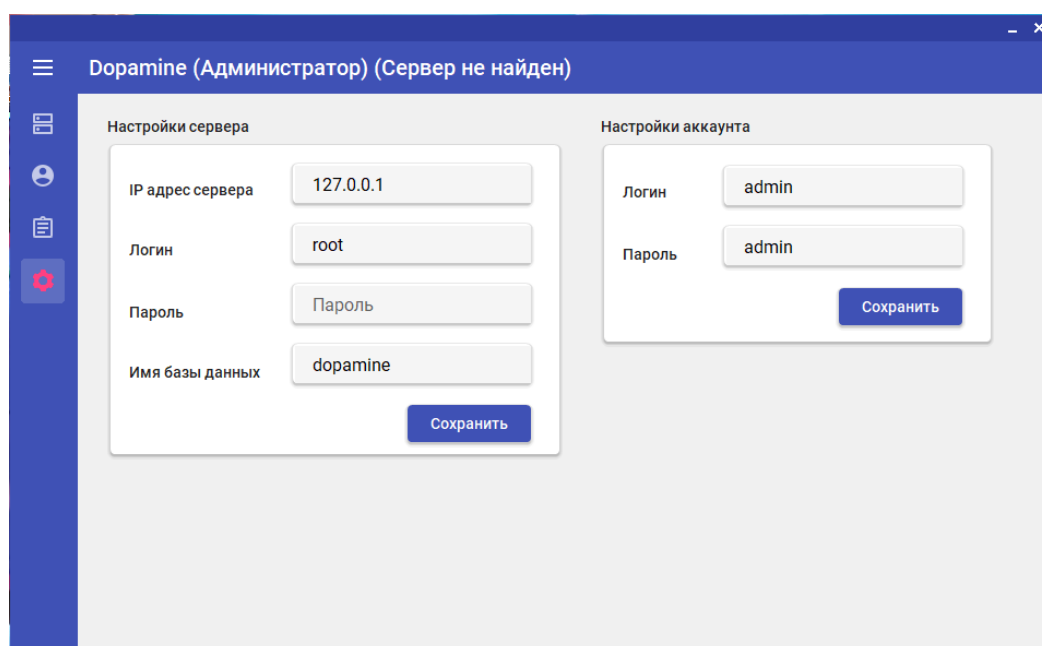 Dopamine (Администратор) (Сервер не найден)
Настройки сервера
IP адрес сервера 127.0.0.1
Логин root
Пароль Пароль
Имя базы данных dopamine
Сохранить
Настройки аккаунта
Логин admin
Пароль admin
Сохранить